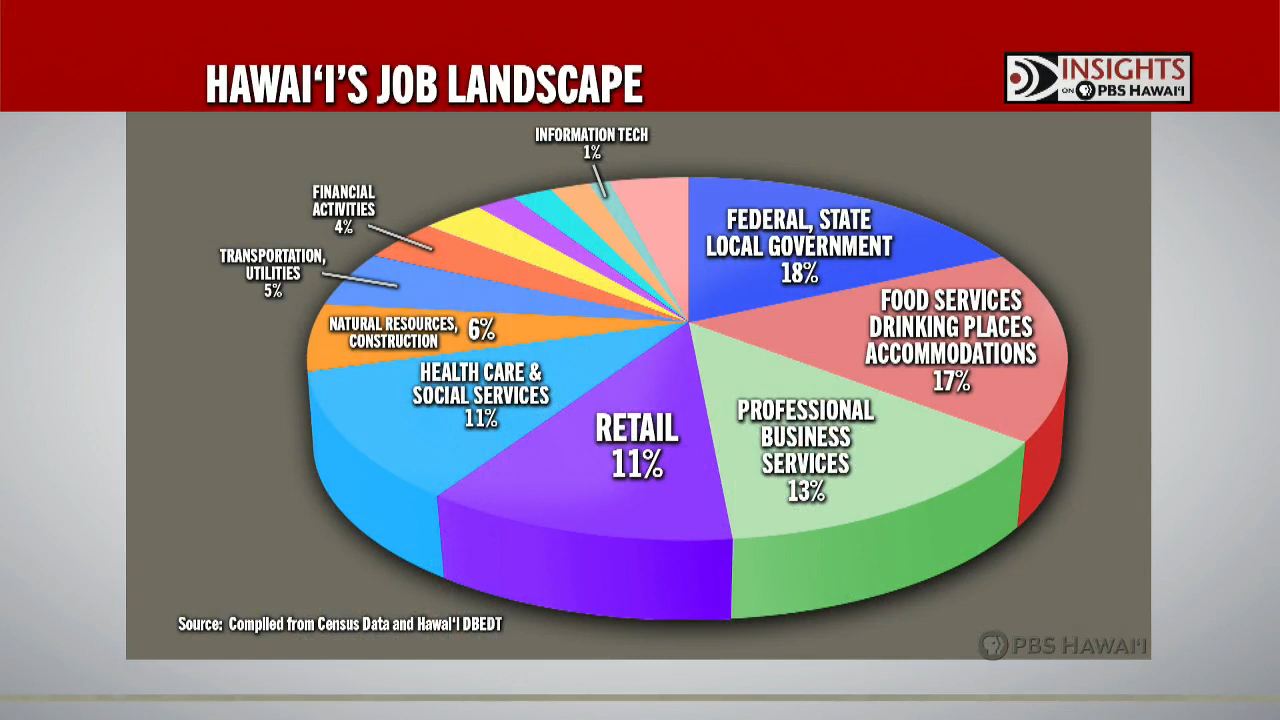 HAWAI‘I’S JOB LANDSCAPE
INSIGHTS
ON PBS HAWAI‘I
INFORMATION TECH
1%
FINANCIAL
ACTIVITIES
4%
TRANSPORTATION,
UTILITIES
5%
NATURAL RESOURCES,
CONSTRUCTION
6%
HEALTH CARE &
SOCIAL SERVICES
11%
RETAIL
11%
PROFESSIONAL
BUSINESS
SERVICES
13%
FOOD SERVICES
DRINKING PLACES
ACCOMMODATIONS
17%
FEDERAL, STATE
LOCAL GOVERNMENT
18%
Source: Compiled from Census Data and Hawai‘i DBEDT
PBS HAWAI‘I